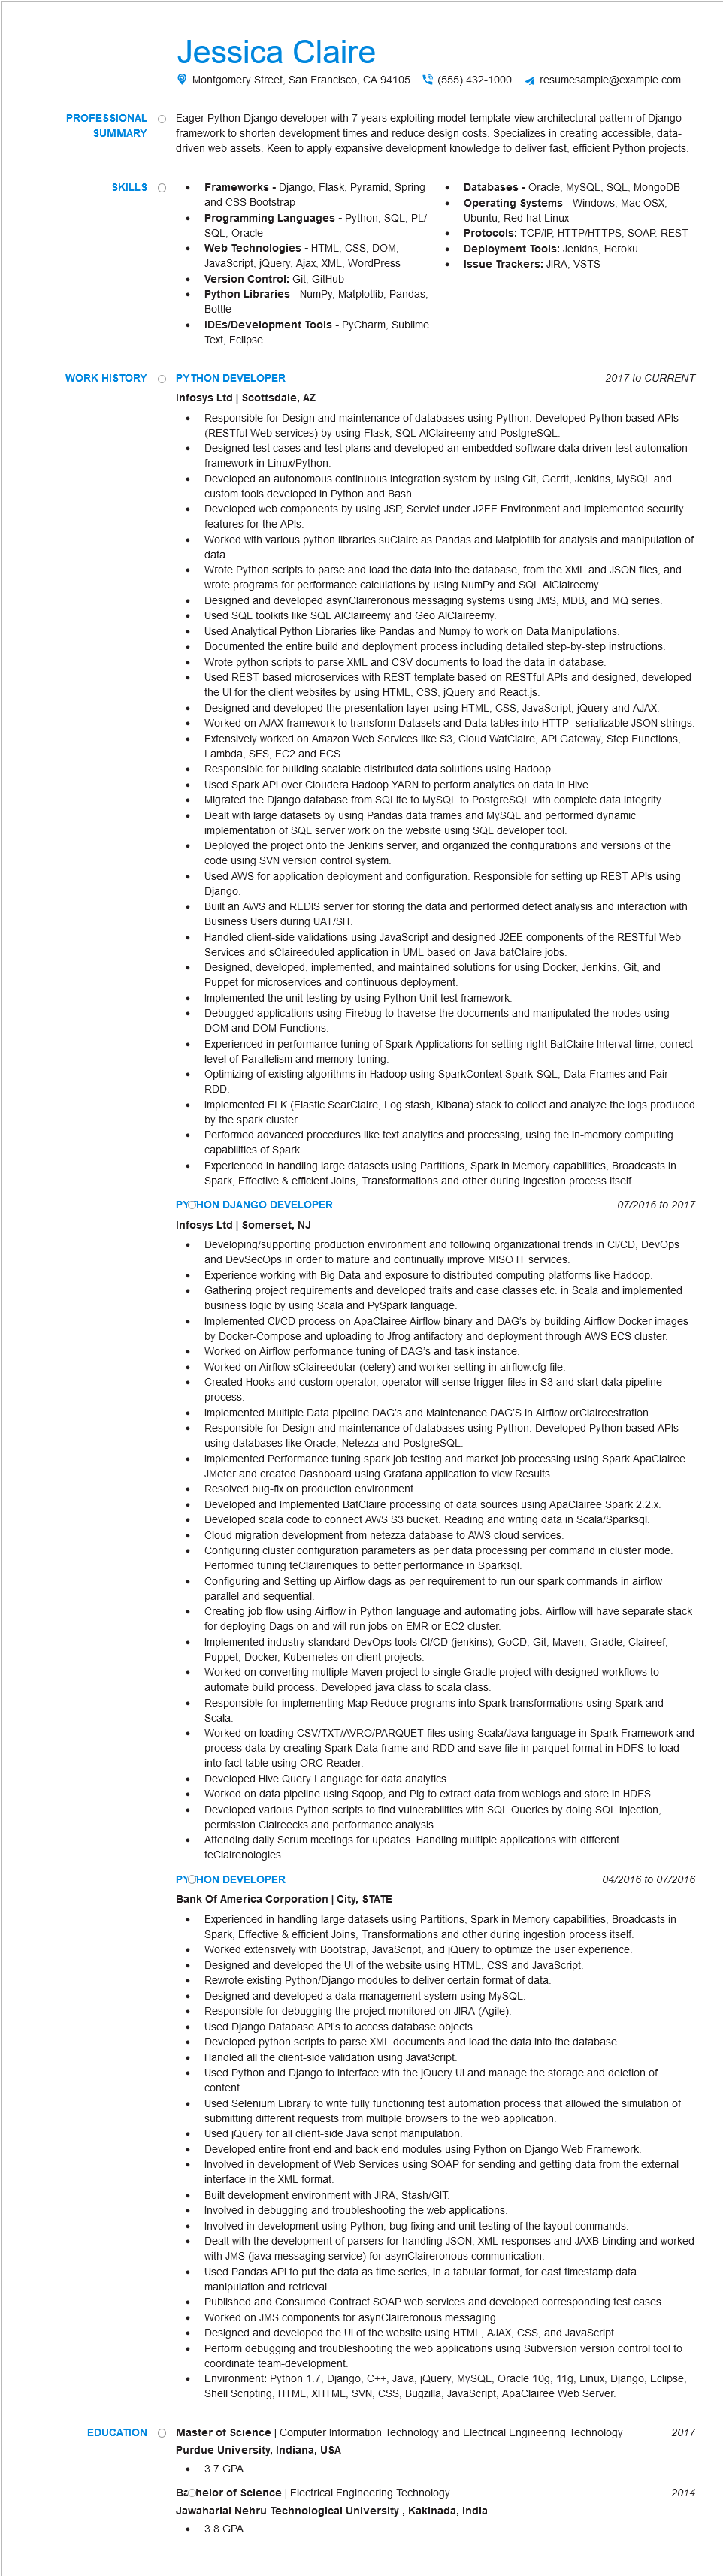 Jessica Claire
Montgomery Street, San Francisco, CA 94105 (555) 432-1000 resumesample@example.com
PROFESSIONAL SUMMARY
Eager Python Django developer with 7 years exploiting model-template-view architectural pattern of Django
framework to shorten development times and reduce design costs. Specializes in creating accessible, data-
driven web assets. Keen to apply expansive development knowledge to deliver fast, efficient Python projects.
SKILLS
• Frameworks - Django, Flask, Pyramid, Spring
and CSS Bootstrap
• Programming Languages - Python, SQL, PL/
SQL, Oracle
• Web Technologies - HTML, CSS, DOM,
JavaScript, jQuery, Ajax, XML, WordPress
• Version Control: Git, GitHub
• Python Libraries - NumPy, Matplotlib, Pandas,
Bottle
• IDEs/Development Tools - PyCharm, Sublime
Text, Eclipse
• Databases - Oracle, MySQL, SQL, MongoDB
• Operating Systems - Windows, Mac OSX,
Ubuntu, Red hat Linux
• Protocols: TCP/IP, HTTP/HTTPS, SOAP. REST
• Deployment Tools: Jenkins, Heroku
• Issue Trackers: JIRA, VSTS
WORK HISTORY
PYTHON DEVELOPER 2017 to CURRENT
Infosys Ltd | Scottsdale, AZ
• Responsible for Design and maintenance of databases using Python. Developed Python based APIs
(RESTful Web services) by using Flask, SQL AlClaireemy and PostgreSQL.
• Designed test cases and test plans and developed an embedded software data driven test automation
framework in Linux/Python.
• Developed an autonomous continuous integration system by using Git, Gerrit, Jenkins, MySQL and
custom tools developed in Python and Bash.
• Developed web components by using JSP, Servlet under J2EE Environment and implemented security
features for the APIs.
• Worked with various python libraries suClaire as Pandas and Matplotlib for analysis and manipulation of
data.
• Wrote Python scripts to parse and load the data into the database, from the XML and JSON files, and
wrote programs for performance calculations by using NumPy and SQL AlClaireemy.
• Designed and developed asynClaireronous messaging systems using JMS, MDB, and MQ series.
• Used SQL toolkits like SQL AlClaireemy and Geo AlClaireemy.
• Used Analytical Python Libraries like Pandas and Numpy to work on Data Manipulations.
• Documented the entire build and deployment process including detailed step-by-step instructions.
• Wrote python scripts to parse XML and CSV documents to load the data in database.
• Used REST based microservices with REST template based on RESTful APIs and designed, developed
the UI for the client websites by using HTML, CSS, jQuery and React.js.
• Designed and developed the presentation layer using HTML, CSS, JavaScript, jQuery and AJAX.
• Worked on AJAX framework to transform Datasets and Data tables into HTTP- serializable JSON strings.
• Extensively worked on Amazon Web Services like S3, Cloud WatClaire, API Gateway, Step Functions,
Lambda, SES, EC2 and ECS.
• Responsible for building scalable distributed data solutions using Hadoop.
• Used Spark API over Cloudera Hadoop YARN to perform analytics on data in Hive.
• Migrated the Django database from SQLite to MySQL to PostgreSQL with complete data integrity.
• Dealt with large datasets by using Pandas data frames and MySQL and performed dynamic
implementation of SQL server work on the website using SQL developer tool.
• Deployed the project onto the Jenkins server, and organized the configurations and versions of the
code using SVN version control system.
• Used AWS for application deployment and configuration. Responsible for setting up REST APIs using
Django.
• Built an AWS and REDIS server for storing the data and performed defect analysis and interaction with
Business Users during UAT/SIT.
• Handled client-side validations using JavaScript and designed J2EE components of the RESTful Web
Services and sClaireeduled application in UML based on Java batClaire jobs.
• Designed, developed, implemented, and maintained solutions for using Docker, Jenkins, Git, and
Puppet for microservices and continuous deployment.
• Implemented the unit testing by using Python Unit test framework.
• Debugged applications using Firebug to traverse the documents and manipulated the nodes using
DOM and DOM Functions.
• Experienced in performance tuning of Spark Applications for setting right BatClaire Interval time, correct
level of Parallelism and memory tuning.
• Optimizing of existing algorithms in Hadoop using SparkContext Spark-SQL, Data Frames and Pair
RDD.
• Implemented ELK (Elastic SearClaire, Log stash, Kibana) stack to collect and analyze the logs produced
by the spark cluster.
• Performed advanced procedures like text analytics and processing, using the in-memory computing
capabilities of Spark.
• Experienced in handling large datasets using Partitions, Spark in Memory capabilities, Broadcasts in
Spark, Effective & efficient Joins, Transformations and other during ingestion process itself.
PYTHON DJANGO DEVELOPER 07/2016 to 2017
Infosys Ltd | Somerset, NJ
• Developing/supporting production environment and following organizational trends in CI/CD, DevOps
and DevSecOps in order to mature and continually improve MISO IT services.
• Experience working with Big Data and exposure to distributed computing platforms like Hadoop.
• Gathering project requirements and developed traits and case classes etc. in Scala and implemented
business logic by using Scala and PySpark language.
• Implemented CI/CD process on ApaClairee Airflow binary and DAG's by building Airflow Docker images
by Docker-Compose and uploading to Jfrog antifactory and deployment through AWS ECS cluster.
• Worked on Airflow performance tuning of DAG's and task instance.
• Worked on Airflow sClaireedular (celery) and worker setting in airflow.cfg file.
• Created Hooks and custom operator, operator will sense trigger files in S3 and start data pipeline
process.
• Implemented Multiple Data pipeline DAG's and Maintenance DAG'S in Airflow orClaireestration.
• Responsible for Design and maintenance of databases using Python. Developed Python based APIs
using databases like Oracle, Netezza and PostgreSQL.
• Implemented Performance tuning spark job testing and market job processing using Spark ApaClairee
JMeter and created Dashboard using Grafana application to view Results.
• Resolved bug-fix on production environment.
• Developed and Implemented BatClaire processing of data sources using ApaClairee Spark 2.2.x.
• Developed scala code to connect AWS S3 bucket. Reading and writing data in Scala/Sparksql.
• Cloud migration development from netezza database to AWS cloud services.
• Configuring cluster configuration parameters as per data processing per command in cluster mode.
Performed tuning teClaireniques to better performance in Sparksql.
• Configuring and Setting up Airflow dags as per requirement to run our spark commands in airflow
parallel and sequential.
• Creating job flow using Airflow in Python language and automating jobs. Airflow will have separate stack
for deploying Dags on and will run jobs on EMR or EC2 cluster.
• Implemented industry standard DevOps tools CI/CD (jenkins), GoCD, Git, Maven, Gradle, Claireef,
Puppet, Docker, Kubernetes on client projects.
• Worked on converting multiple Maven project to single Gradle project with designed workflows to
automate build process. Developed java class to scala class.
• Responsible for implementing Map Reduce programs into Spark transformations using Spark and
Scala.
• Worked on loading CSV/TXT/AVRO/PARQUET files using Scala/Java language in Spark Framework and
process data by creating Spark Data frame and RDD and save file in parquet format in HDFS to load
into fact table using ORC Reader.
• Developed Hive Query Language for data analytics.
• Worked on data pipeline using Sqoop, and Pig to extract data from weblogs and store in HDFS.
• Developed various Python scripts to find vulnerabilities with SQL Queries by doing SQL injection,
permission Claireecks and performance analysis.
• Attending daily Scrum meetings for updates. Handling multiple applications with different
teClairenologies.
PYTHON DEVELOPER 04/2016 to 07/2016
Bank Of America Corporation | City, STATE
• Experienced in handling large datasets using Partitions, Spark in Memory capabilities, Broadcasts in
Spark, Effective & efficient Joins, Transformations and other during ingestion process itself.
• Worked extensively with Bootstrap, JavaScript, and jQuery to optimize the user experience.
• Designed and developed the UI of the website using HTML, CSS and JavaScript.
• Rewrote existing Python/Django modules to deliver certain format of data.
• Designed and developed a data management system using MySQL.
• Responsible for debugging the project monitored on JIRA (Agile).
• Used Django Database API's to access database objects.
• Developed python scripts to parse XML documents and load the data into the database.
• Handled all the client-side validation using JavaScript.
• Used Python and Django to interface with the jQuery UI and manage the storage and deletion of
content.
• Used Selenium Library to write fully functioning test automation process that allowed the simulation of
submitting different requests from multiple browsers to the web application.
• Used jQuery for all client-side Java script manipulation.
• Developed entire front end and back end modules using Python on Django Web Framework.
• Involved in development of Web Services using SOAP for sending and getting data from the external
interface in the XML format.
• Built development environment with JIRA, Stash/GIT.
• Involved in debugging and troubleshooting the web applications.
• Involved in development using Python, bug fixing and unit testing of the layout commands.
• Dealt with the development of parsers for handling JSON, XML responses and JAXB binding and worked
with JMS (java messaging service) for asynClaireronous communication.
• Used Pandas API to put the data as time series, in a tabular format, for east timestamp data
manipulation and retrieval.
• Published and Consumed Contract SOAP web services and developed corresponding test cases.
• Worked on JMS components for asynClaireronous messaging.
• Designed and developed the UI of the website using HTML, AJAX, CSS, and JavaScript.
• Perform debugging and troubleshooting the web applications using Subversion version control tool to
coordinate team-development.
• Environment: Python 1.7, Django, C++, Java, jQuery, MySQL, Oracle 10g, 11g, Linux, Django, Eclipse,
Shell Scripting, HTML, XHTML, SVN, CSS, Bugzilla, JavaScript, ApaClairee Web Server.
EDUCATION
Master of Science | Computer Information Technology and Electrical Engineering Technology 2017
Purdue University, Indiana, USA
• 3.7 GPA
Bachelor of Science | Electrical Engineering Technology 2014
Jawaharlal Nehru Technological University , Kakinada, India
• 3.8 GPA